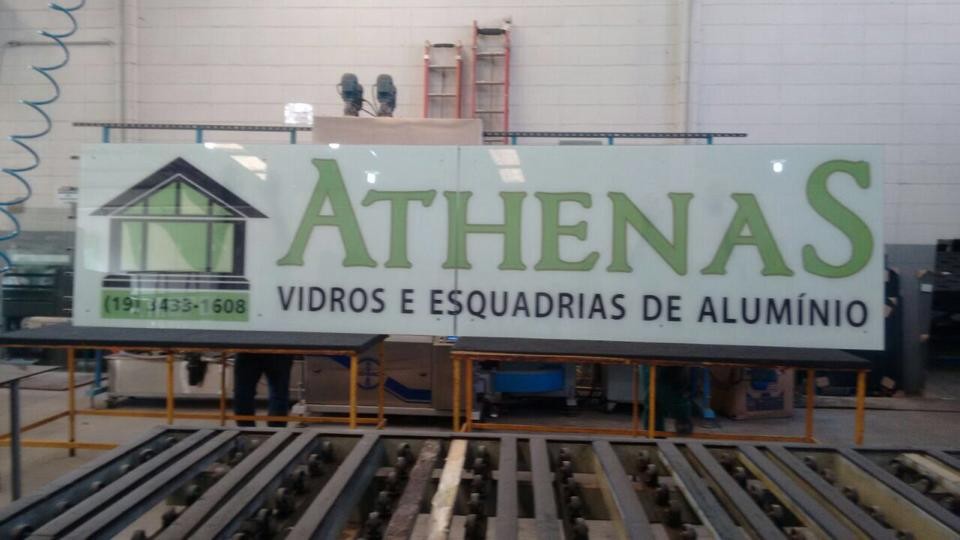 ATHENAS
VIDROS E ESQUADRIAS DE ALUMÍNIO
(19) 3433-1608